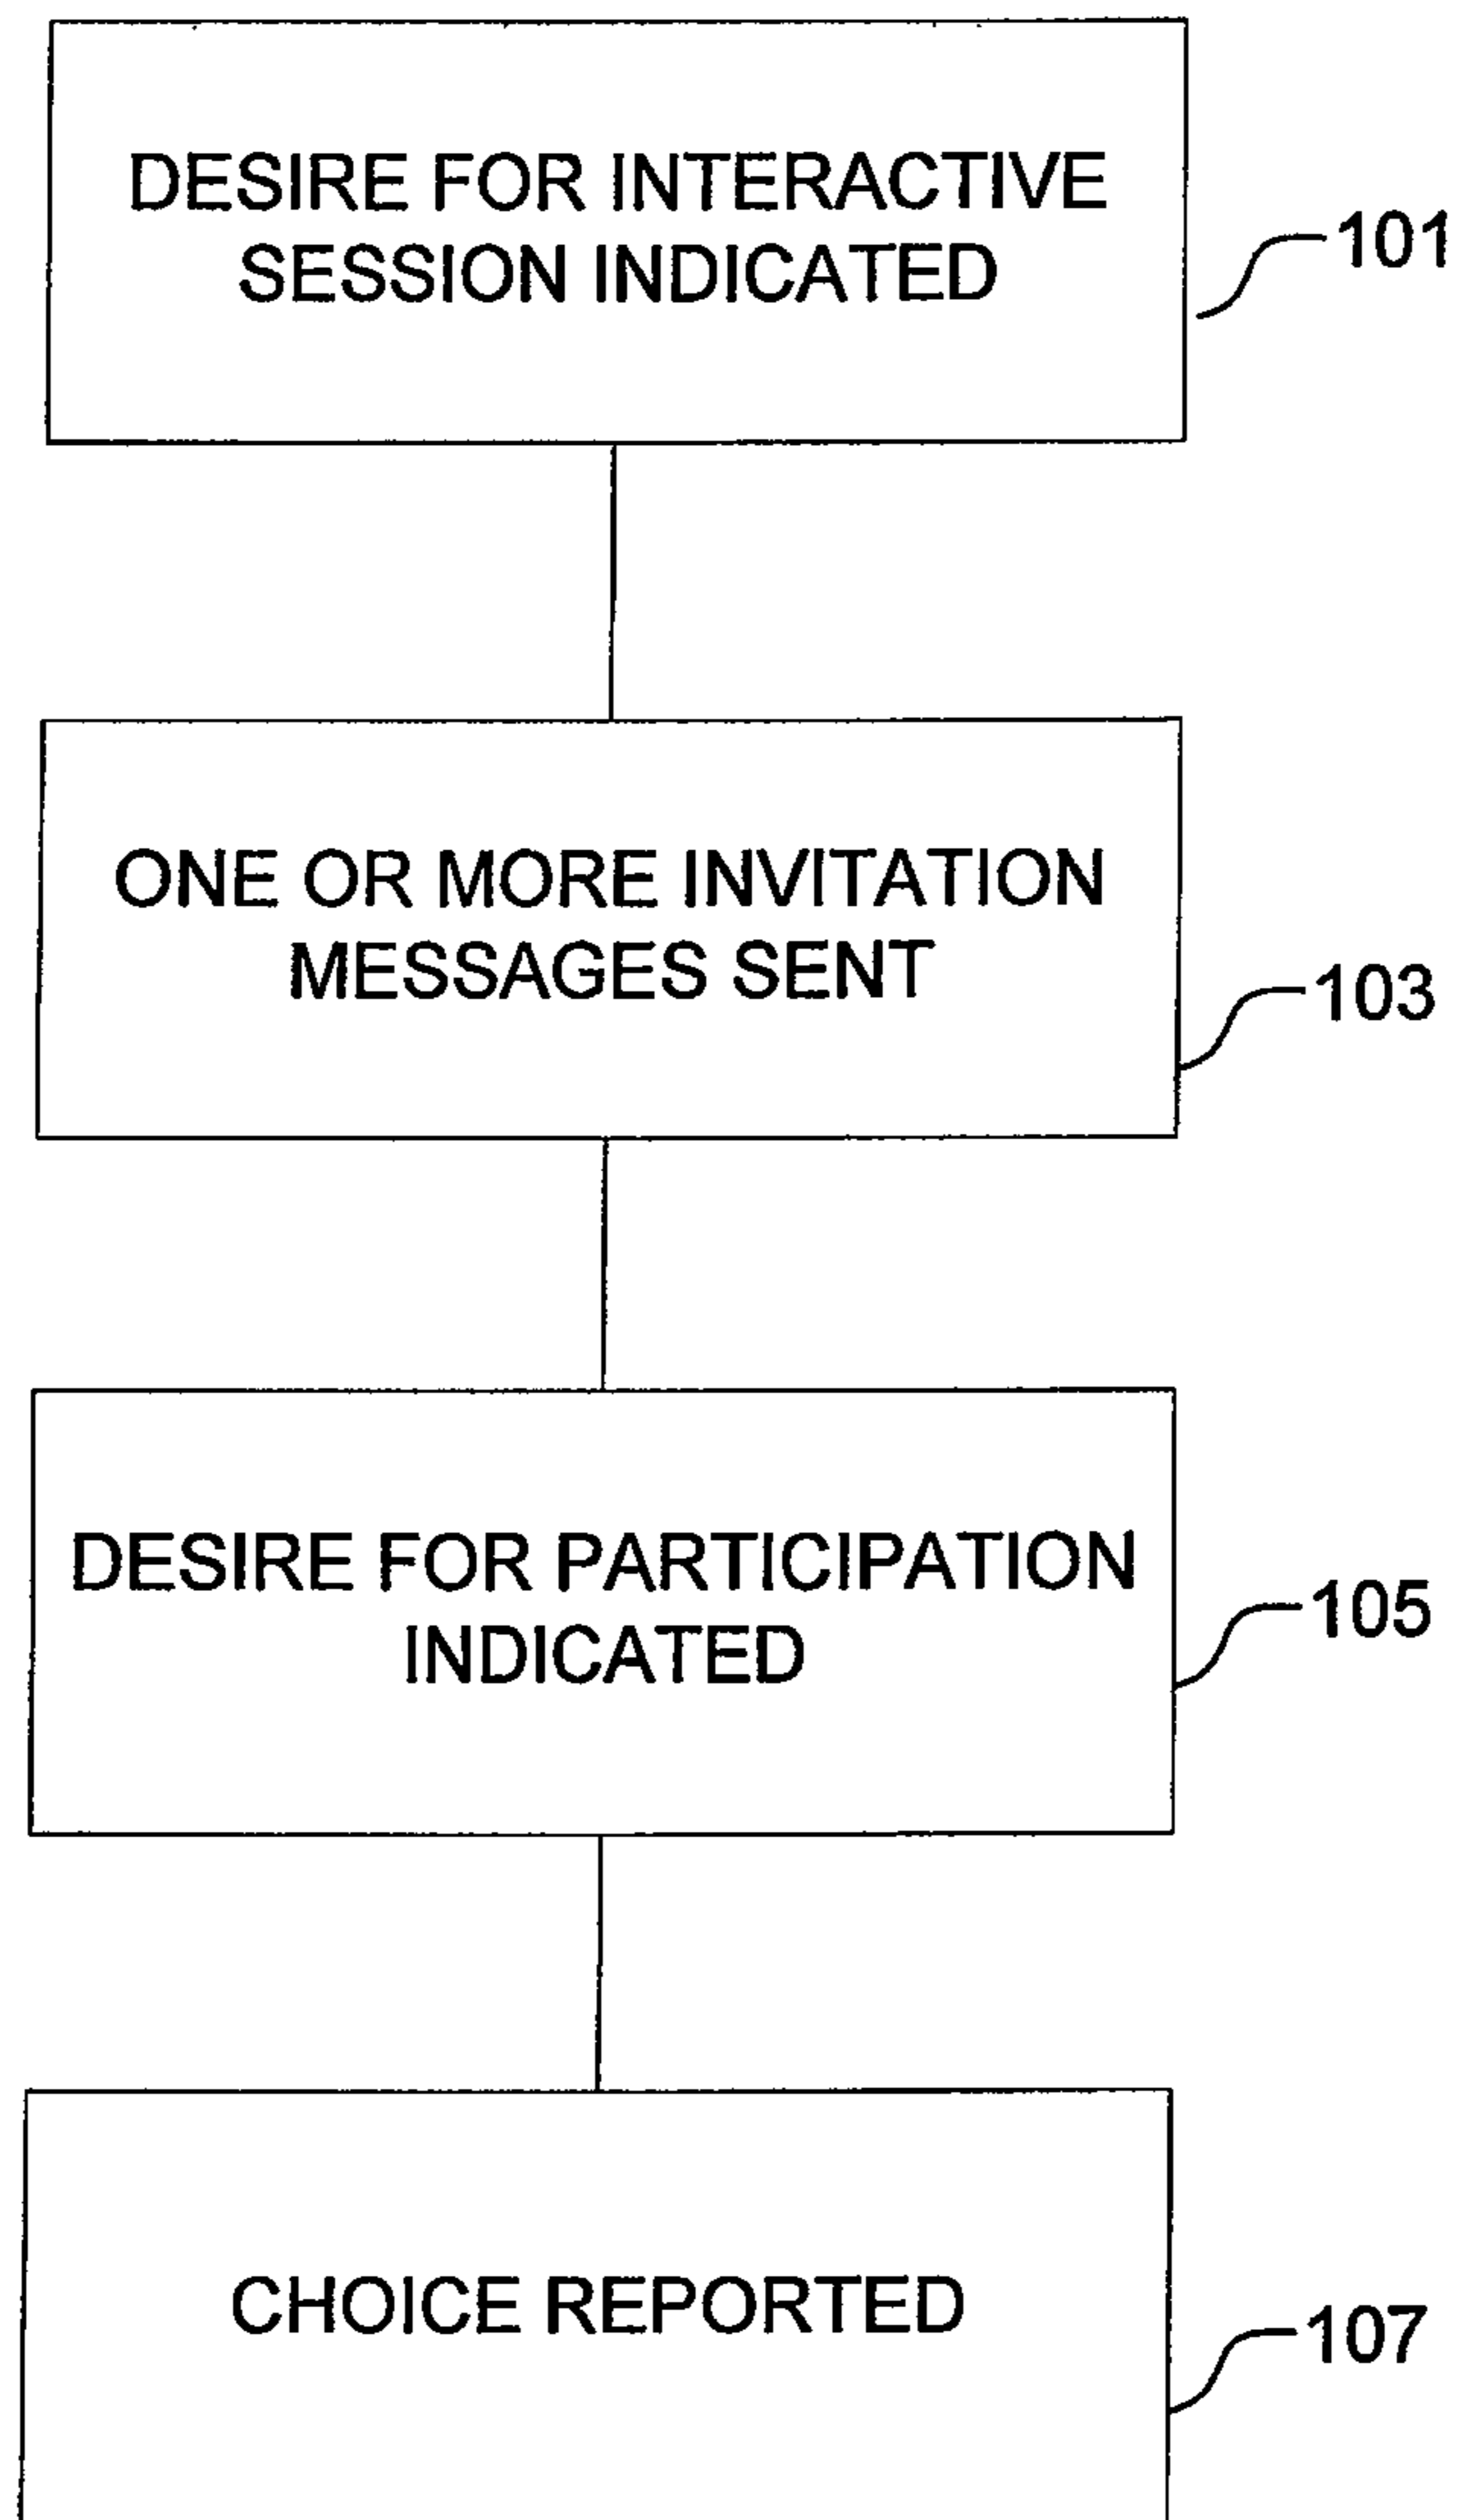 DESIRE FOR INTERACTIVE
SESSION INDICATED
101
ONE OR MORE INVITATION
MESSAGES SENT
103
DESIRE FOR PARTICIPATION
INDICATED
105
CHOICE REPORTED
107